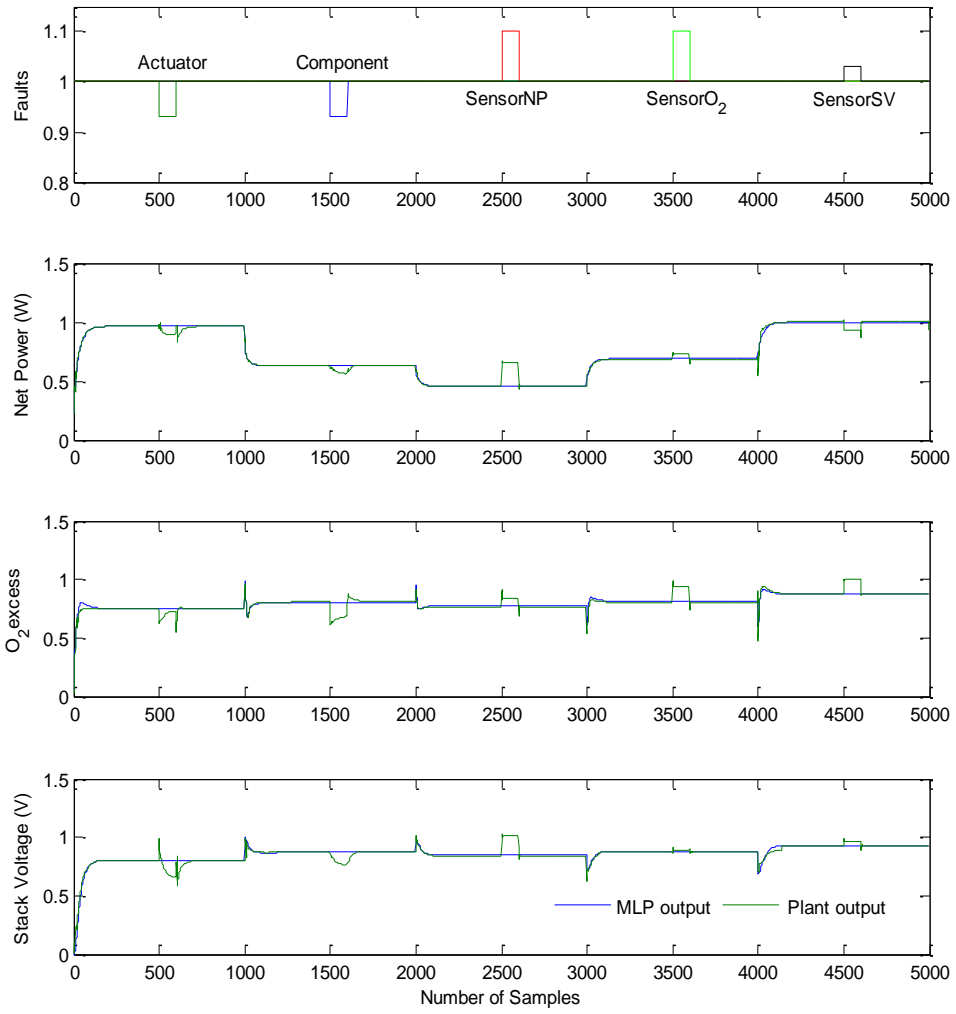 1.1
1
0.9
0.8
Faults
Actuator
Component
SensorNP
SensorO2
SensorSV
0 500 1000 1500 2000 2500 3000 3500 4000 4500 5000
1.5
1
0.5
0
Net Power (W)
0 500 1000 1500 2000 2500 3000 3500 4000 4500 5000
1.5
1
0.5
0
O2excess
0 500 1000 1500 2000 2500 3000 3500 4000 4500 5000
1.5
1
0.5
0
Stack Voltage (V)
MLP output
Plant output
0 500 1000 1500 2000 2500 3000 3500 4000 4500 5000
Number of Samples